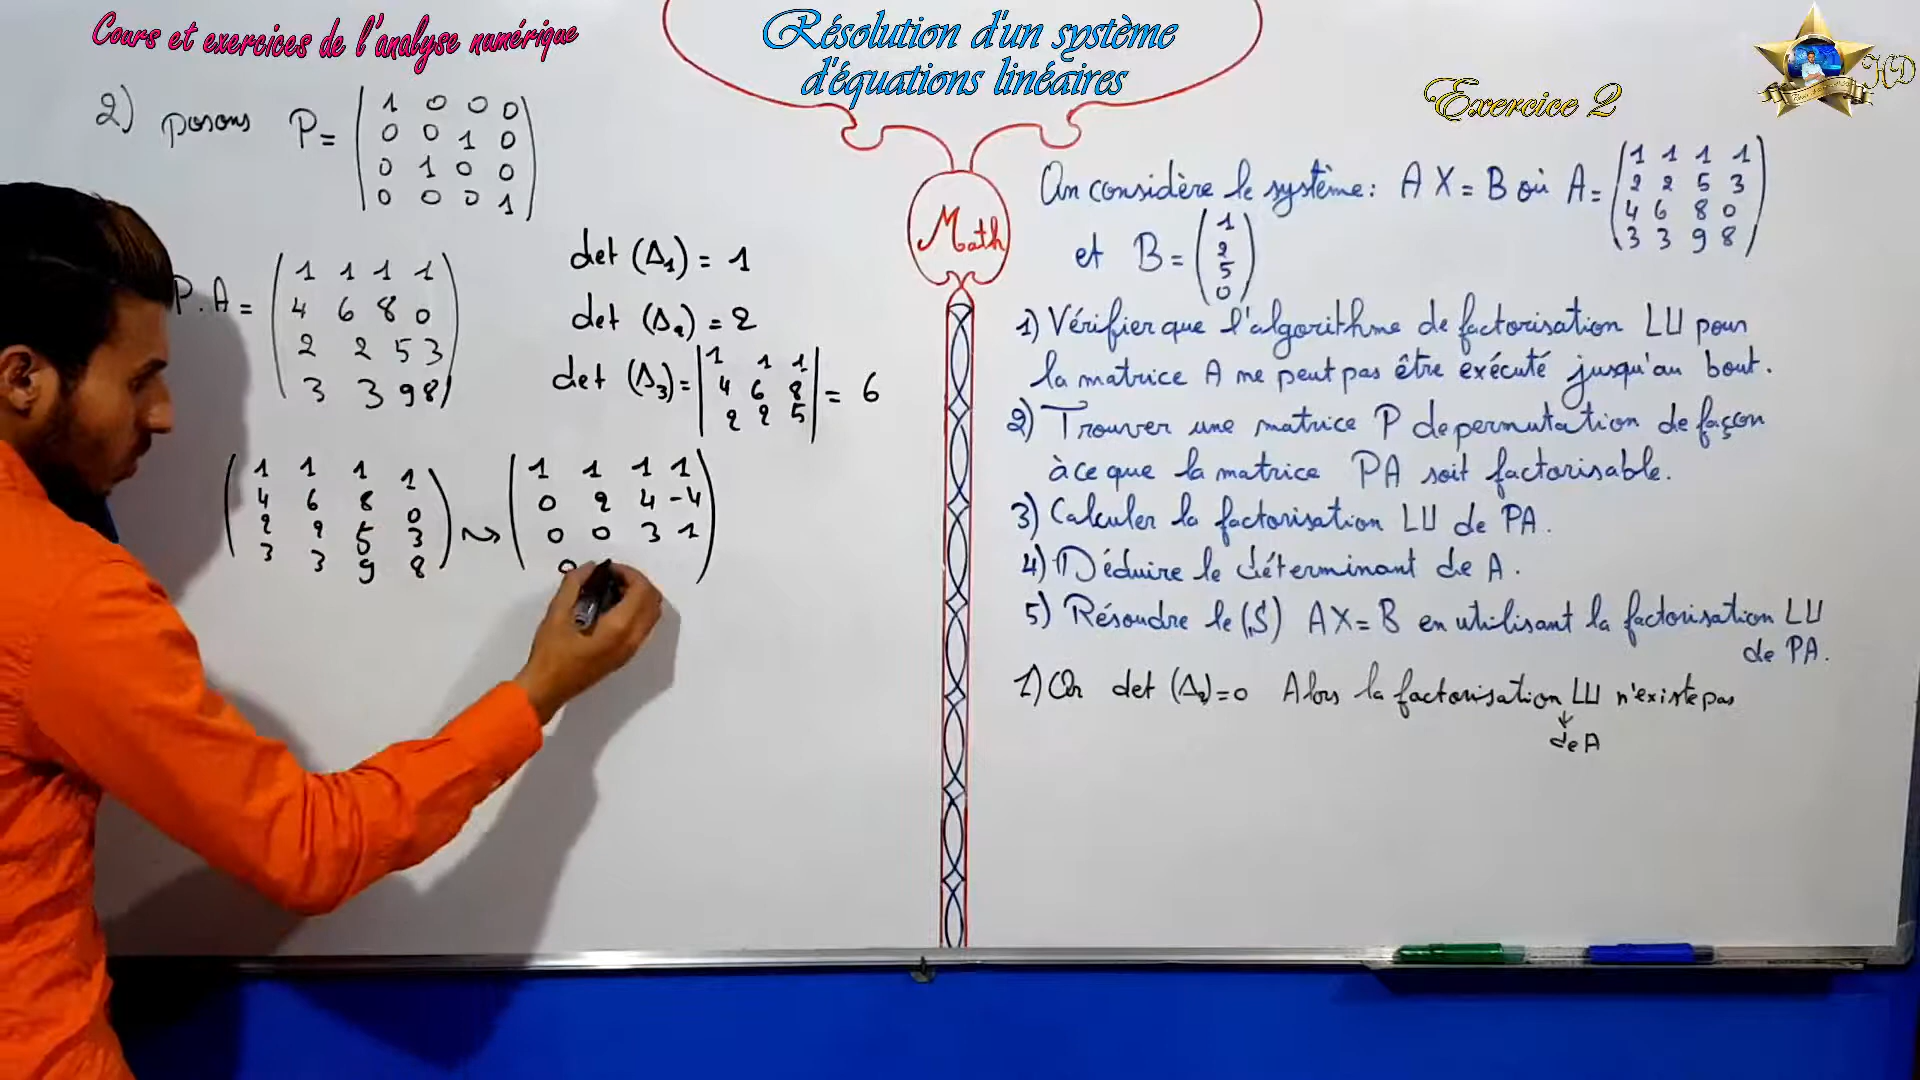 Cours et exercices de l'analyse numérique
Résolution d'un système
d'équations linéaires
Exercice 2
HD
Math
2) posons P = (1 0 0 0
0 0 1 0
0 1 0 0
0 0 0 1)
P.A = (1 1 1 1
4 6 8 0
2 2 5 3
3 3 9 8)
det (Δ1) = 1
det (Δ2) = 2
det (Δ3) = |1 1 1
4 6 8
2 2 5| = 6
(1 1 1 1
4 6 8 0
2 2 5 3
3 3 9 8) ⇝ (1 1 1 1
0 2 4 -4
0 0 3 1
0
On considère le système : A X = B où A = (1 1 1 1
2 2 5 3
4 6 8 0
3 3 9 8)
et B = (1
2
5
0)
1) Vérifier que l'algorithme de factorisation LU pour
la matrice A ne peut pas être exécuté jusqu'au bout.
2) Trouver une matrice P de permutation de façon
à ce que la matrice PA soit factorisable.
3) Calculer la factorisation LU de PA.
4) Déduire le déterminant de A.
5) Résoudre le (S) AX = B en utilisant la factorisation LU
de PA.
1) On det (Δ2) = 0 Alors la factorisation LU n'existe pas
↓
de A